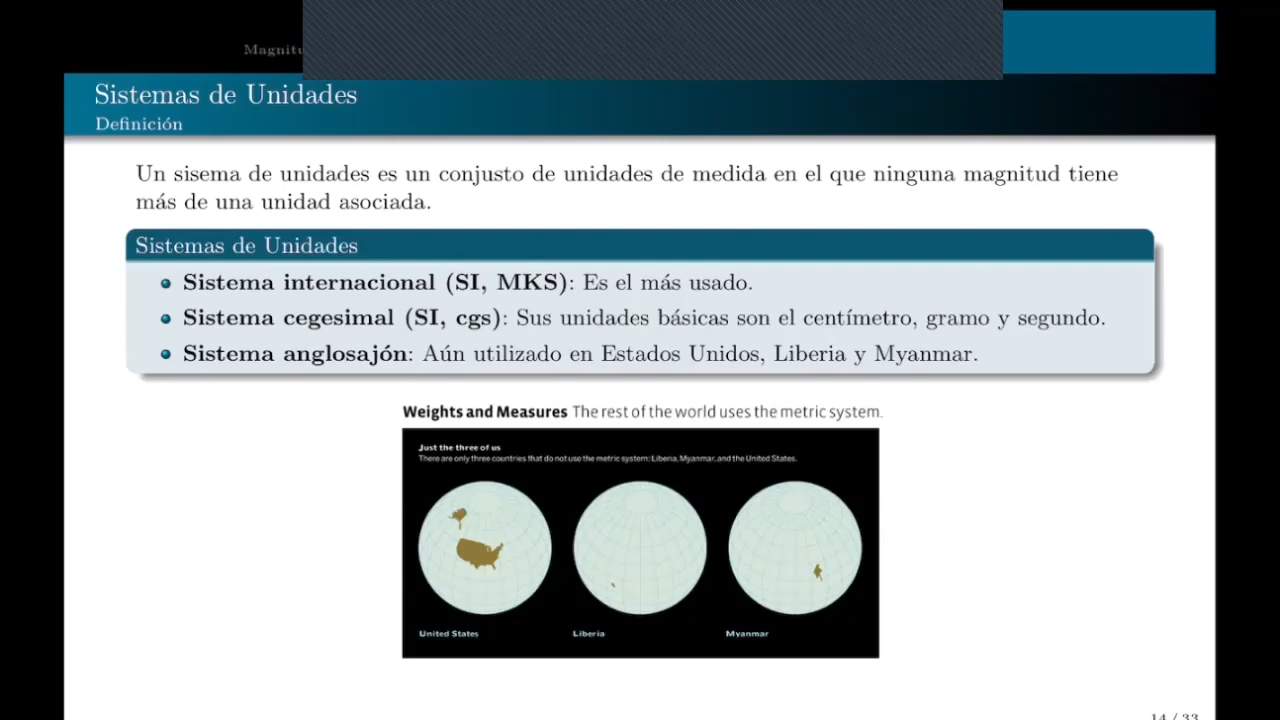 Sistemas de Unidades
Definición
Un sisema de unidades es un conjusto de unidades de medida en el que ninguna magnitud tiene
más de una unidad asociada.
Sistemas de Unidades
Sistema internacional (SI, MKS): Es el más usado.
Sistema cegesimal (SI, cgs): Sus unidades básicas son el centímetro, gramo y segundo.
Sistema anglosajón: Aún utilizado en Estados Unidos, Liberia y Myanmar.
Weights and Measures The rest of the world uses the metric system.
Just the three of us
There are only three countries that do not use the metric system: Liberia, Myanmar, and the United States.
United States
Liberia
Myanmar
14 / 33